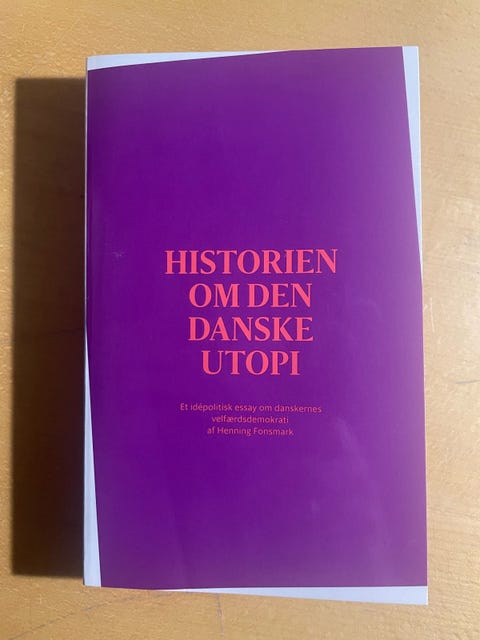 HISTORIEN
OM DEN
DANSKE
UTOPI
Et idépolitisk essay om danskernes
velfærdsdemokrati
af Henning Fonsmark